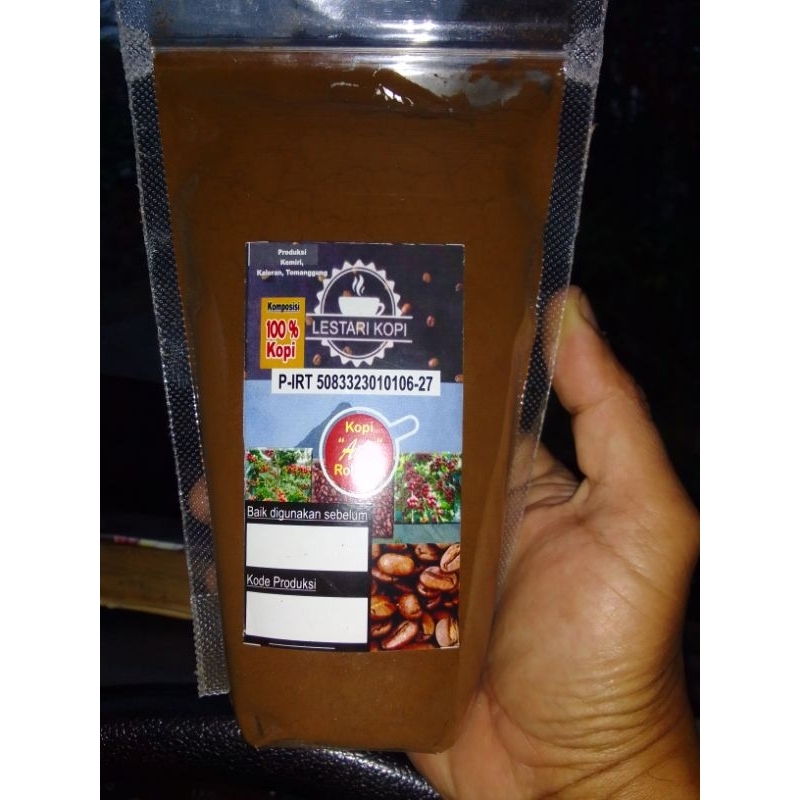 Produksi
Kemiri,
Kaloran, Temanggung
Komposisi
100 %
Kopi
LESTARI KOPI
P-IRT 5083323010106-27
Kopi
Baik digunakan sebelum
Kode Produksi